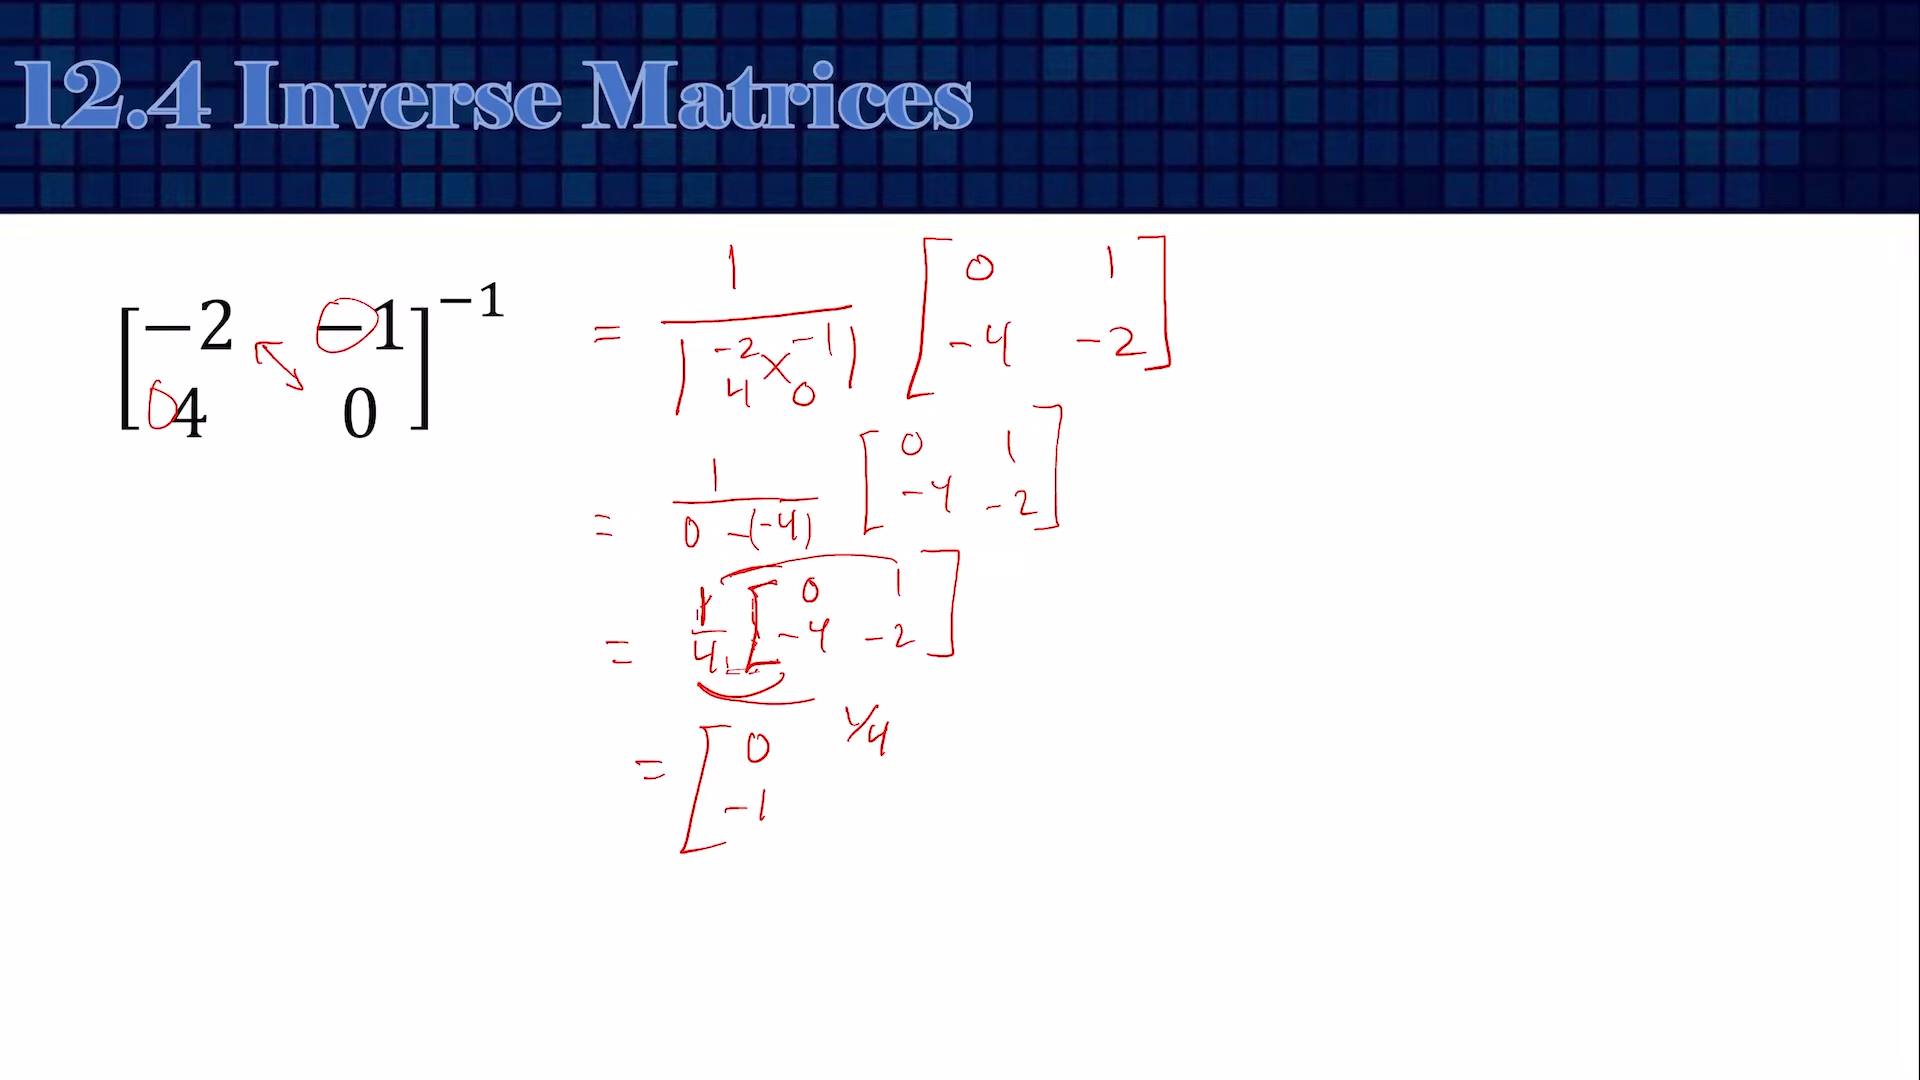 12.4 Inverse Matrices
[-2 -1
4 0]^-1
= 1 / |-2 -1
4 0| [0 1
-4 -2]
= 1 / 0 -(-4) [0 1
-4 -2]
= 1/4 [0 1
-4 -2]
= [0 1/4
-1